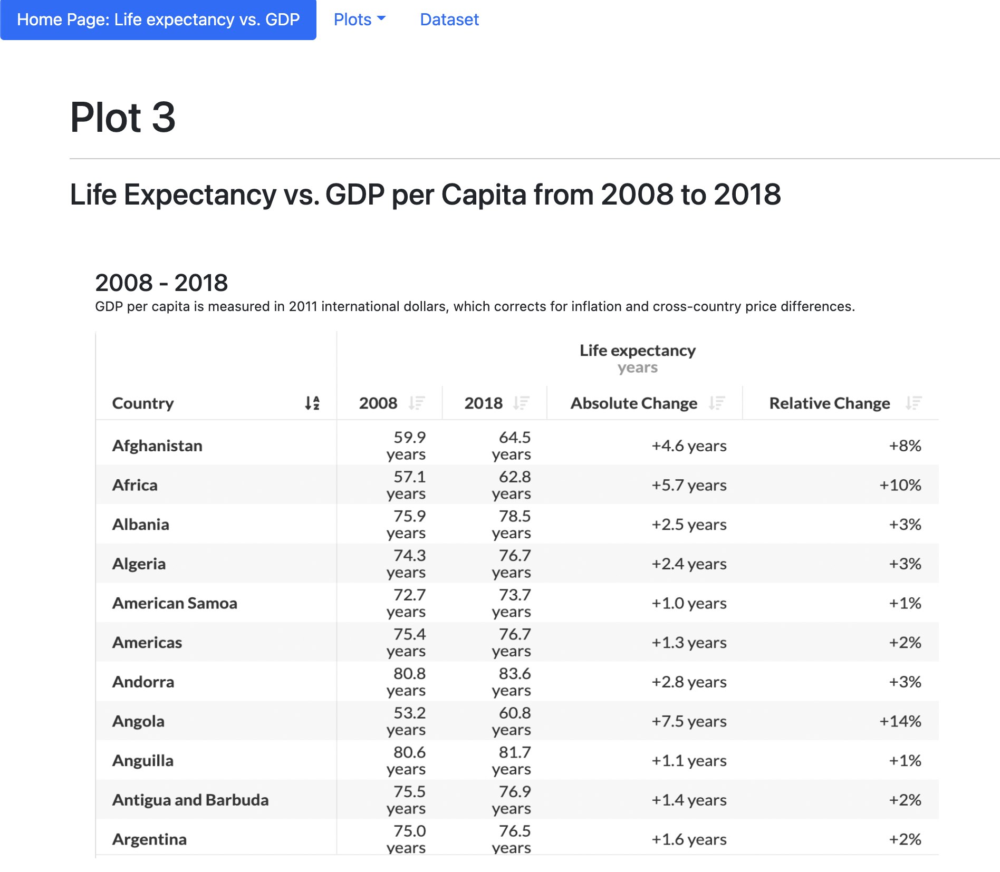 Home Page: Life expectancy vs. GDP Plots Dataset
Plot 3
Life Expectancy vs. GDP per Capita from 2008 to 2018
2008 - 2018
GDP per capita is measured in 2011 international dollars, which corrects for inflation and cross-country price differences.
Life expectancy
years
Country 2008 2018 Absolute Change Relative Change
Afghanistan 59.9 years 64.5 years +4.6 years +8%
Africa 57.1 years 62.8 years +5.7 years +10%
Albania 75.9 years 78.5 years +2.5 years +3%
Algeria 74.3 years 76.7 years +2.4 years +3%
American Samoa 72.7 years 73.7 years +1.0 years +1%
Americas 75.4 years 76.7 years +1.3 years +2%
Andorra 80.8 years 83.6 years +2.8 years +3%
Angola 53.2 years 60.8 years +7.5 years +14%
Anguilla 80.6 years 81.7 years +1.1 years +1%
Antigua and Barbuda 75.5 years 76.9 years +1.4 years +2%
Argentina 75.0 years 76.5 years +1.6 years +2%